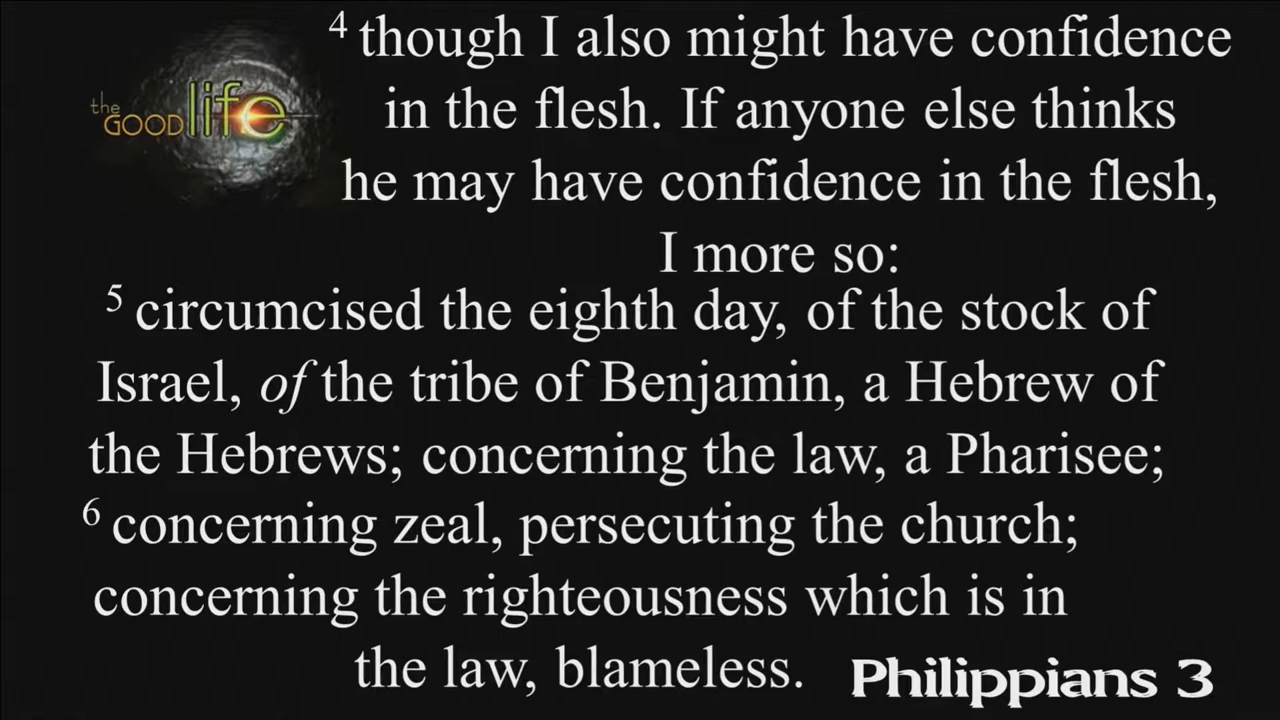 the GOOD life
4 though I also might have confidence
in the flesh. If anyone else thinks
he may have confidence in the flesh,
I more so:
5 circumcised the eighth day, of the stock of
Israel, of the tribe of Benjamin, a Hebrew of
the Hebrews; concerning the law, a Pharisee;
6 concerning zeal, persecuting the church;
concerning the righteousness which is in
the law, blameless.
Philippians 3